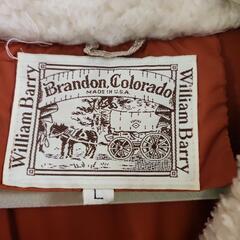 Brandon, Colorado
MADE IN U.S.A.
William Barry
William Barry
L